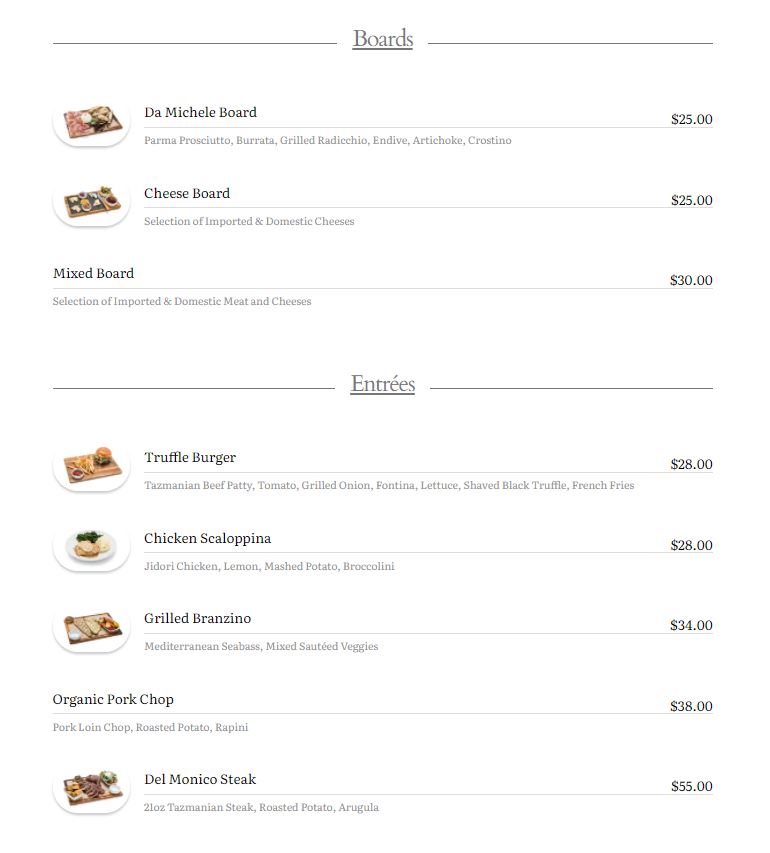 Boards
Da Michele Board
$25.00
Parma Prosciutto, Burrata, Grilled Radicchio, Endive, Artichoke, Crostino
Cheese Board
$25.00
Selection of Imported & Domestic Cheeses
Mixed Board
$30.00
Selection of Imported & Domestic Meat and Cheeses
Entrées
Truffle Burger
$28.00
Tazmanian Beef Patty, Tomato, Grilled Onion, Fontina, Lettuce, Shaved Black Truffle, French Fries
Chicken Scaloppina
$28.00
Jidori Chicken, Lemon, Mashed Potato, Broccolini
Grilled Branzino
$34.00
Mediterranean Seabass, Mixed Sautéed Veggies
Organic Pork Chop
$38.00
Pork Loin Chop, Roasted Potato, Rapini
Del Monico Steak
$55.00
21oz Tazmanian Steak, Roasted Potato, Arugula